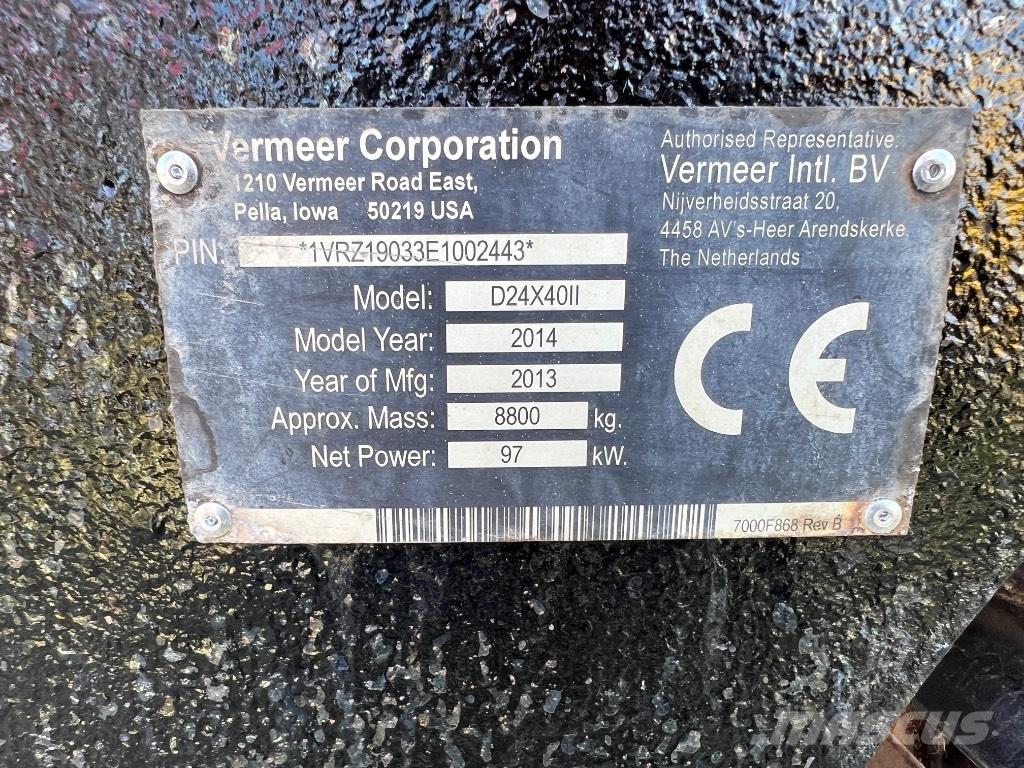 Vermeer Corporation
1210 Vermeer Road East,
Pella, Iowa 50219 USA
PIN: *1VRZ19033E1002443*
Model: D24X40II
Model Year: 2014
Year of Mfg: 2013
Approx. Mass: 8800 kg.
Net Power: 97 kW.
Authorised Representative:
Vermeer Intl. BV
Nijverheidsstraat 20,
4458 AV's-Heer Arendskerke.
The Netherlands
CE
7000F868 Rev B
MASCUS